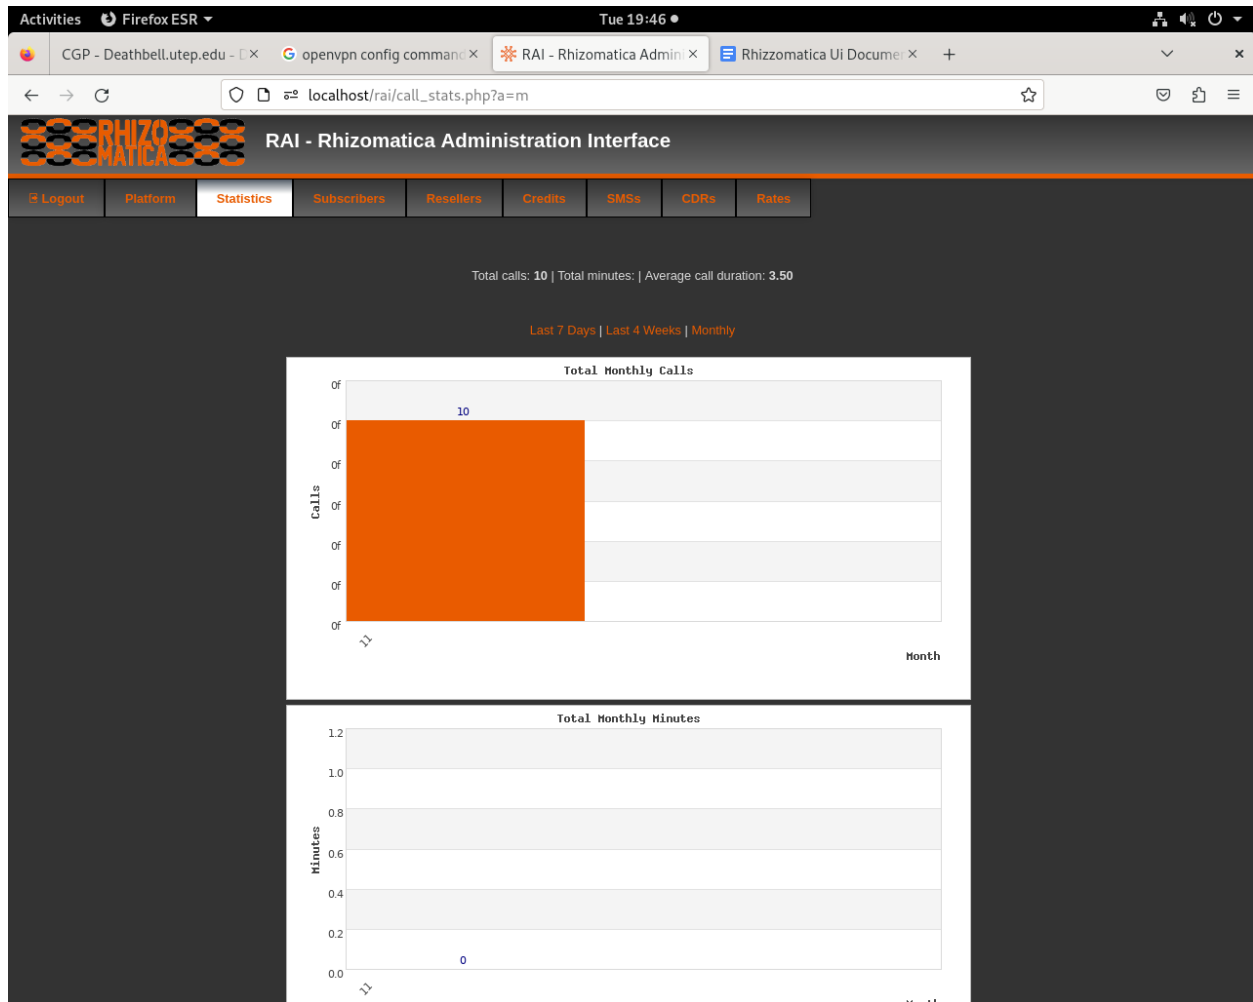 Activities Firefox ESR Tue 19:46
CGP - Deathbell.utep.edu - D openvpn config command RAI - Rhizomatica Admini Rhizzomatica Ui Documen
localhost/rai/call_stats.php?a=m
RHIZO
MATICA
RAI - Rhizomatica Administration Interface
Logout Platform Statistics Subscribers Resellers Credits SMSs CDRs Rates
Total calls: 10 | Total minutes: | Average call duration: 3.50
Last 7 Days | Last 4 Weeks | Monthly
Total Monthly Calls
0f
10
0f
0f
Calls
0f
0f
0f
0f
11
Month
Total Monthly Minutes
1.2
1.0
0.8
Minutes
0.6
0.4
0.2
0
0.0
11